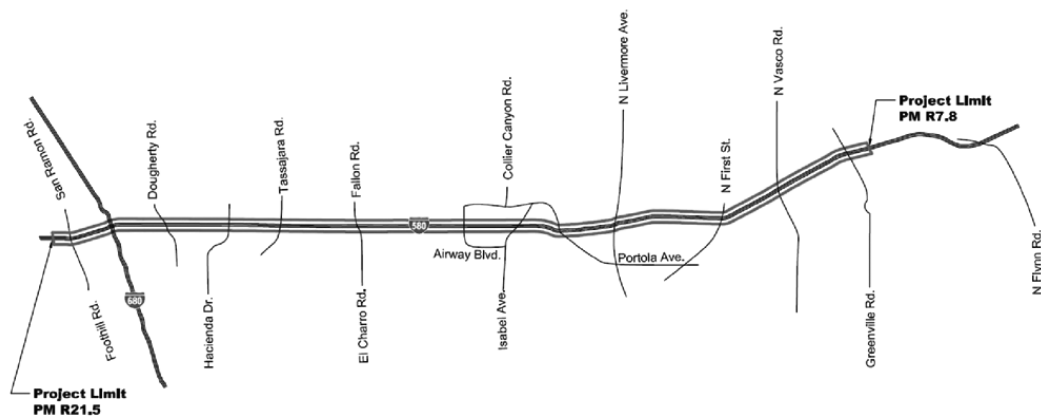 San Ramon Rd.
Dougherty Rd.
Tassajara Rd.
Fallon Rd.
Collier Canyon Rd.
N Livermore Ave.
N First St.
N Vasco Rd.
Project Limit
PM R7.8
580
Airway Blvd.
Portola Ave.
Foothill Rd.
680
Hacienda Dr.
El Charro Rd.
Isabel Ave.
Greenville Rd.
N Flynn Rd.
Project Limit
PM R21.5